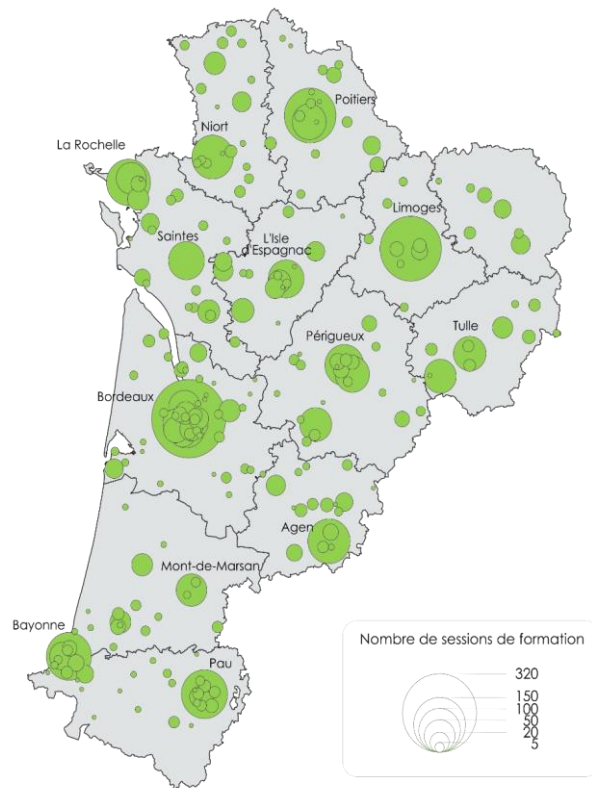 Poitiers
Niort
La Rochelle
Limoges
Saintes
L'Isle
d'Espagnac
Périgueux
Tulle
Bordeaux
Agen
Mont-de-Marsan
Bayonne
Pau
Nombre de sessions de formation
320
150
100
50
20
5